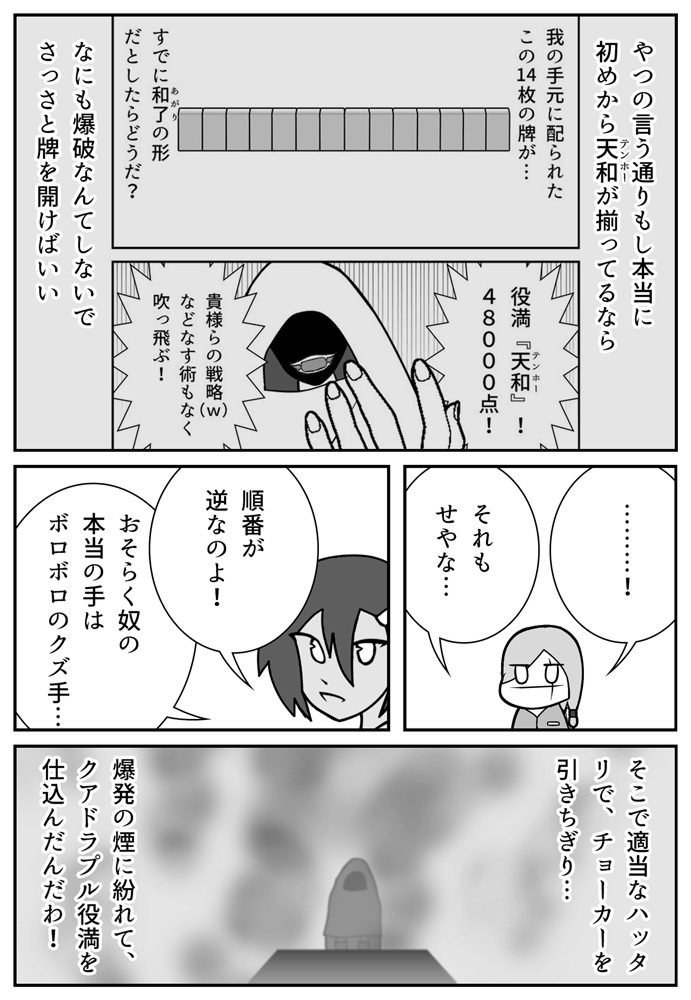 やつの言う通りもし本当に
初めから天和が揃ってるなら
テンホー
我の手元に配られた
この14枚の牌が…
すでに和了の形
あがり
だとしたらどうだ？
役満『天和』！
テンホー
48000点！
貴様らの戦略(w)
などなす術もなく
吹っ飛ぶ！
なにも爆破なんてしないで
さっさと牌を開けばいい
………！
それも
せやな…
順番が
逆なのよ！
おそらく奴の
本当の手は
ボロボロのクズ手…
そこで適当なハッタ
リで、チョーカーを
引きちぎり…
爆発の煙に紛れて、
クアドラプル役満を
仕込んだんだわ！